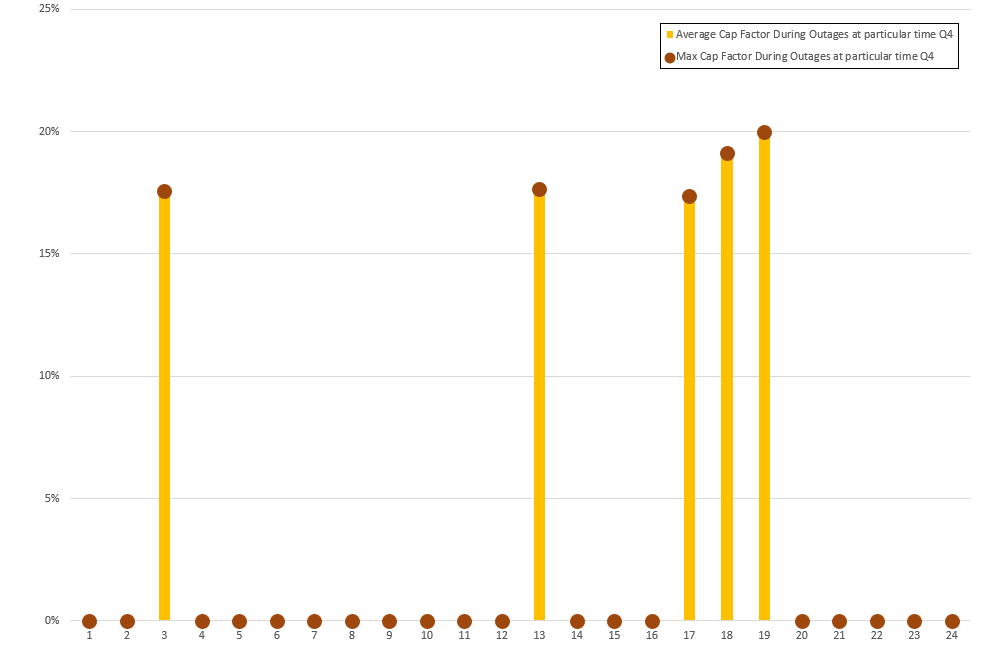 25%
Average Cap Factor During Outages at particular time Q4
Max Cap Factor During Outages at particular time Q4
20%
15%
10%
5%
0%
1 2 3 4 5 6 7 8 9 10 11 12 13 14 15 16 17 18 19 20 21 22 23 24